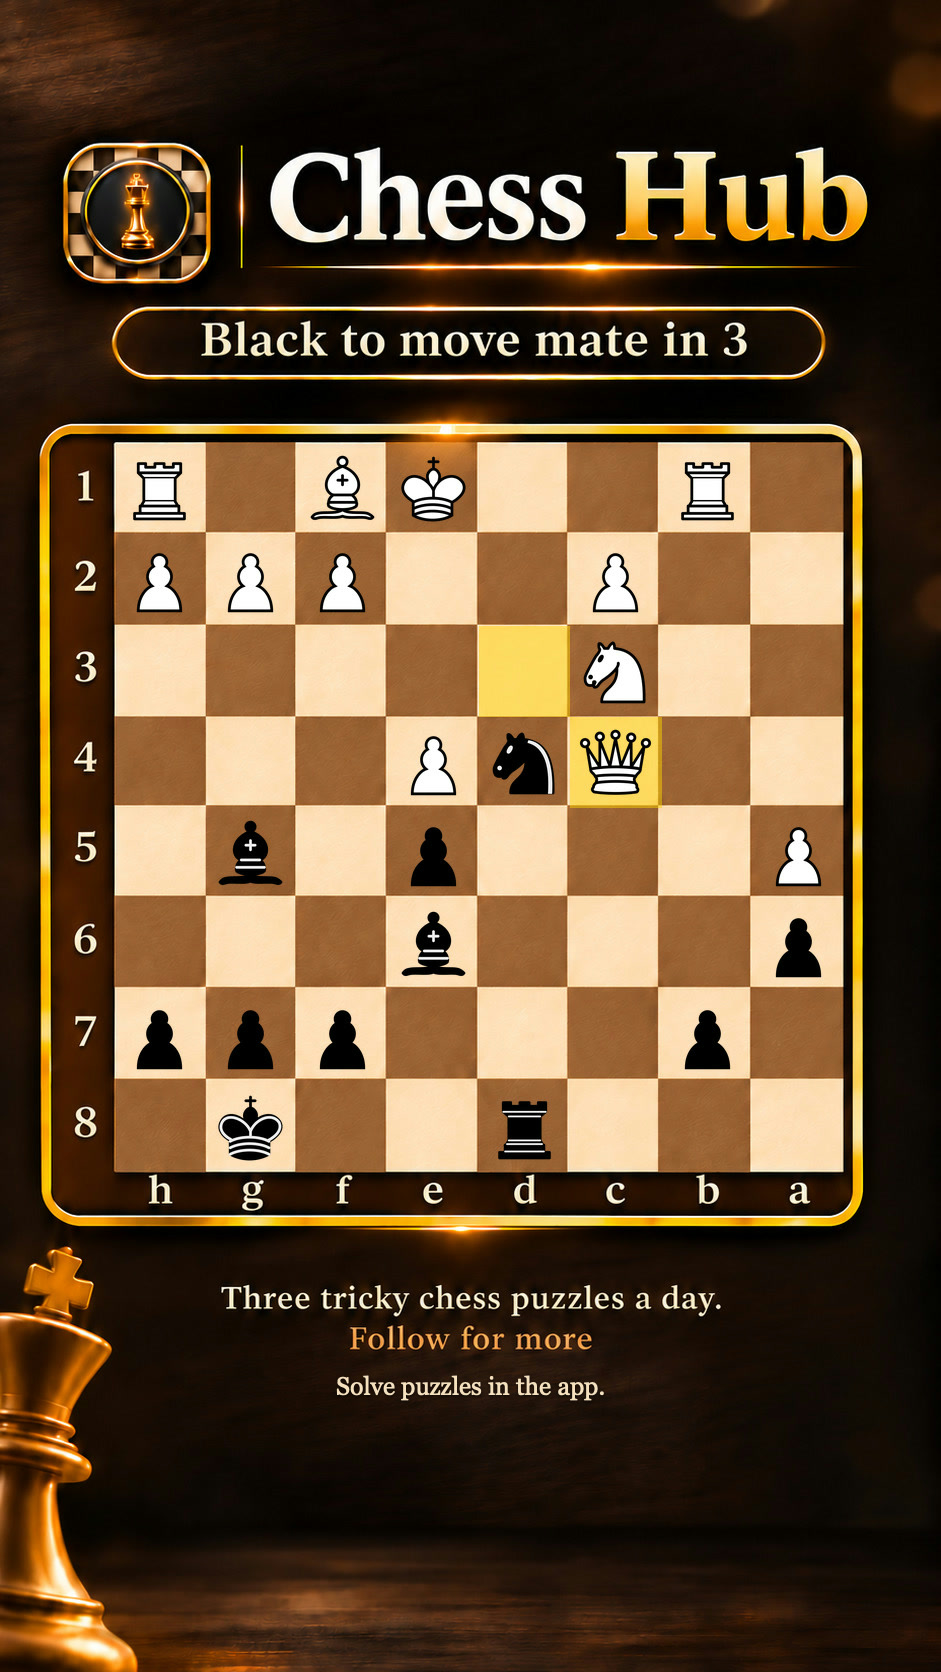 Chess Hub
Black to move mate in 3
1
2
3
4
5
6
7
8
h g f e d c b a
Three tricky chess puzzles a day.
Follow for more
Solve puzzles in the app.